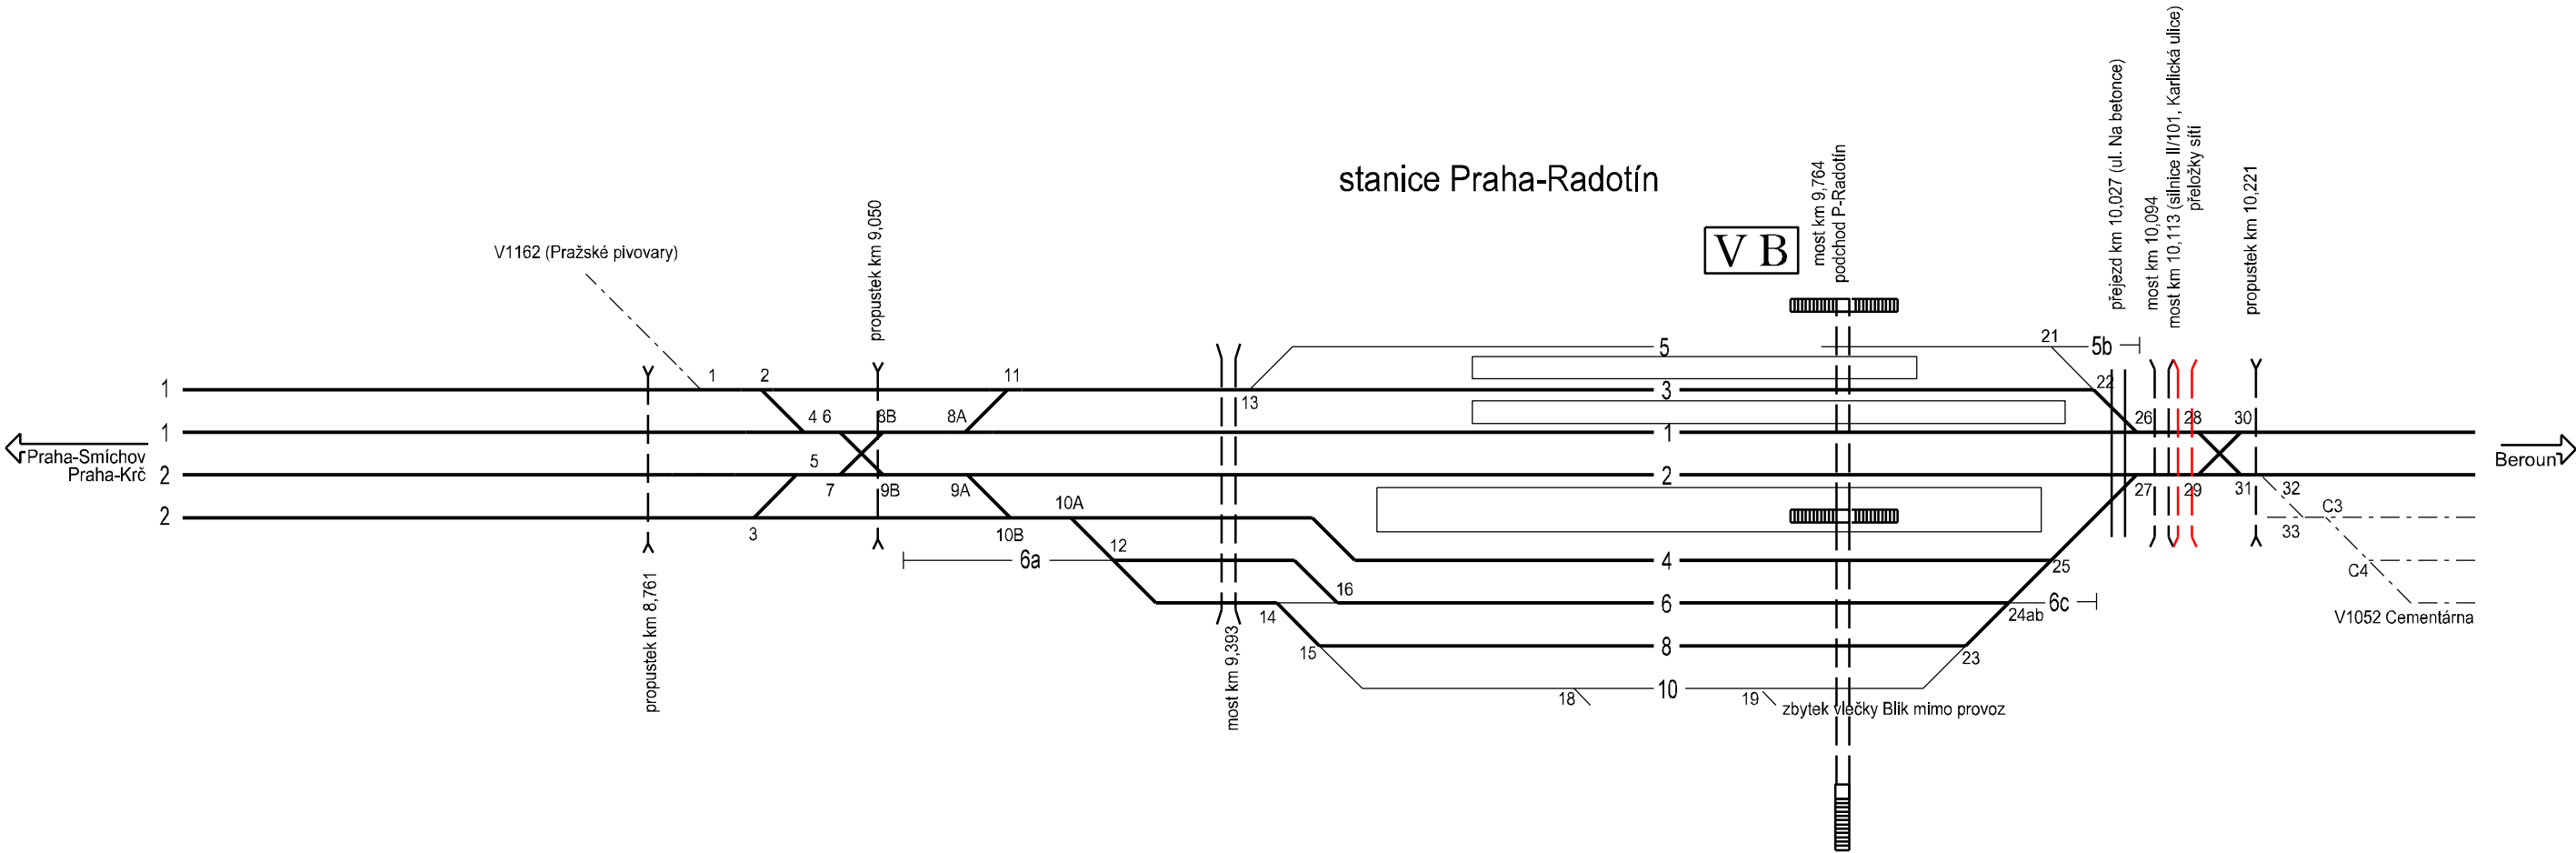 stanice Praha-Radotín
V B
V1162 (Pražské pivovary)
propustek km 8,761
propustek km 9,050
most km 9,393
most km 9,764
podchod P-Radotín
přejezd km 10,027 (ul. Na betonce)
most km 10,094
most km 10,113 (silnice II/101, Karlická ulice)
přeložky sítí
propustek km 10,221
1
1
2
2
Praha-Smíchov
Praha-Krč
Beroun
1
2
3
4 6
5
7
8B
8A
9B
9A
10A
10B
11
12
13
14
15
16
18
19
21
22
23
24ab
25
26
27
28
29
30
31
32
33
C3
C4
5
5b
3
1
2
4
6a
6
6c
8
10
zbytek vlečky Blik mimo provoz
V1052 Cementárna